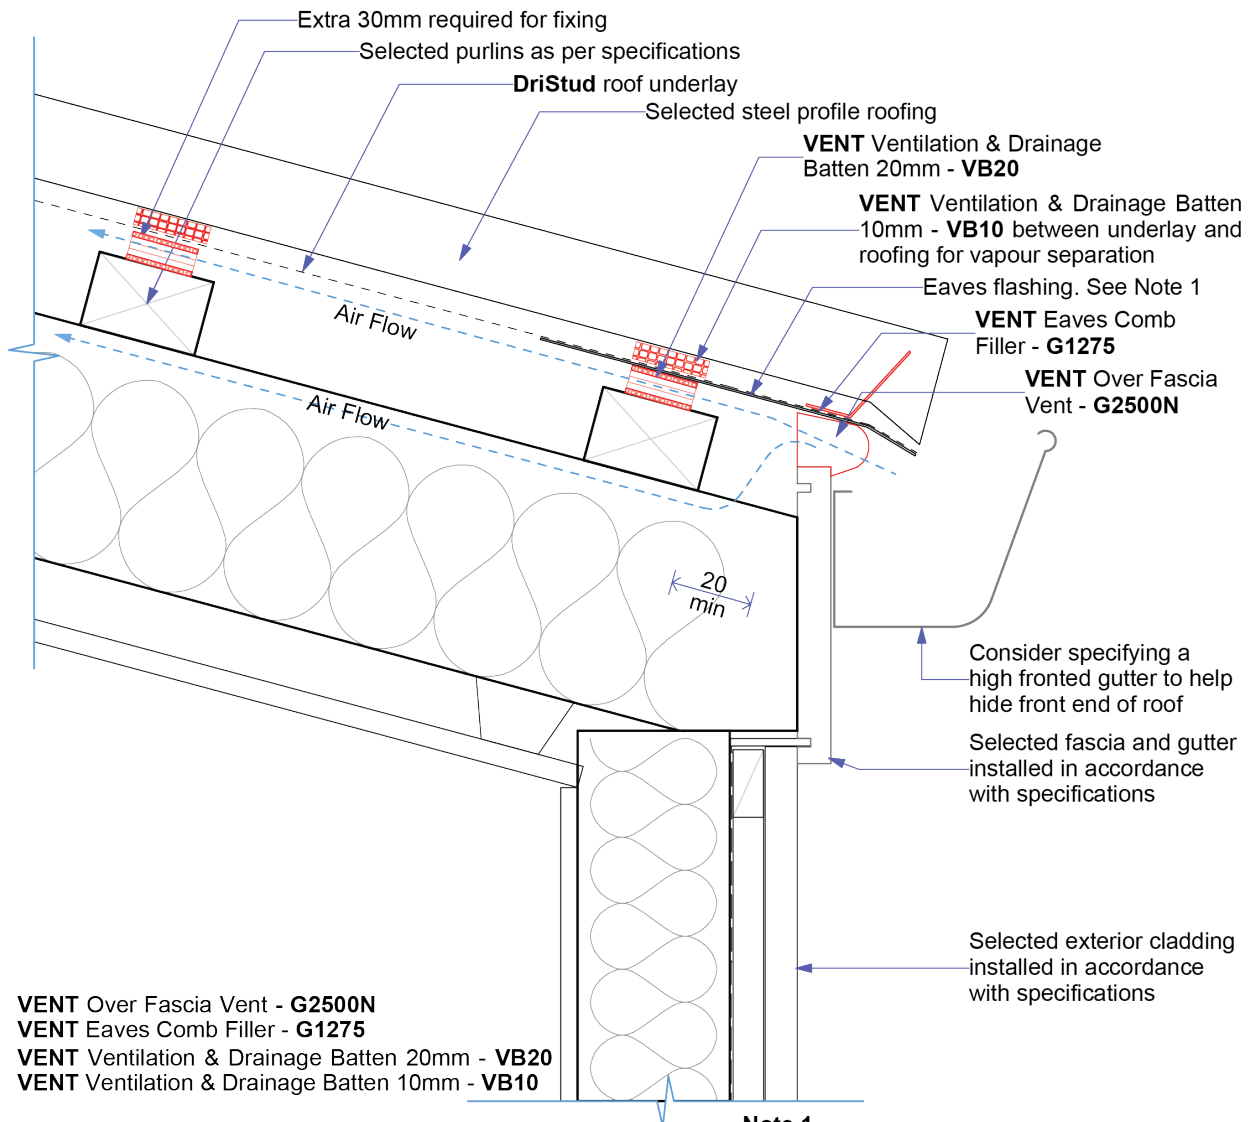 Extra 30mm required for fixing
Selected purlins as per specifications
DriStud roof underlay
Selected steel profile roofing
VENT Ventilation & Drainage
Batten 20mm - VB20
VENT Ventilation & Drainage Batten
10mm - VB10 between underlay and
roofing for vapour separation
Eaves flashing. See Note 1
VENT Eaves Comb
Filler - G1275
VENT Over Fascia
Vent - G2500N
Air Flow
Air Flow
20
min
Consider specifying a
high fronted gutter to help
hide front end of roof
Selected fascia and gutter
installed in accordance
with specifications
Selected exterior cladding
installed in accordance
with specifications
VENT Over Fascia Vent - G2500N
VENT Eaves Comb Filler - G1275
VENT Ventilation & Drainage Batten 20mm - VB20
VENT Ventilation & Drainage Batten 10mm - VB10
Note 1